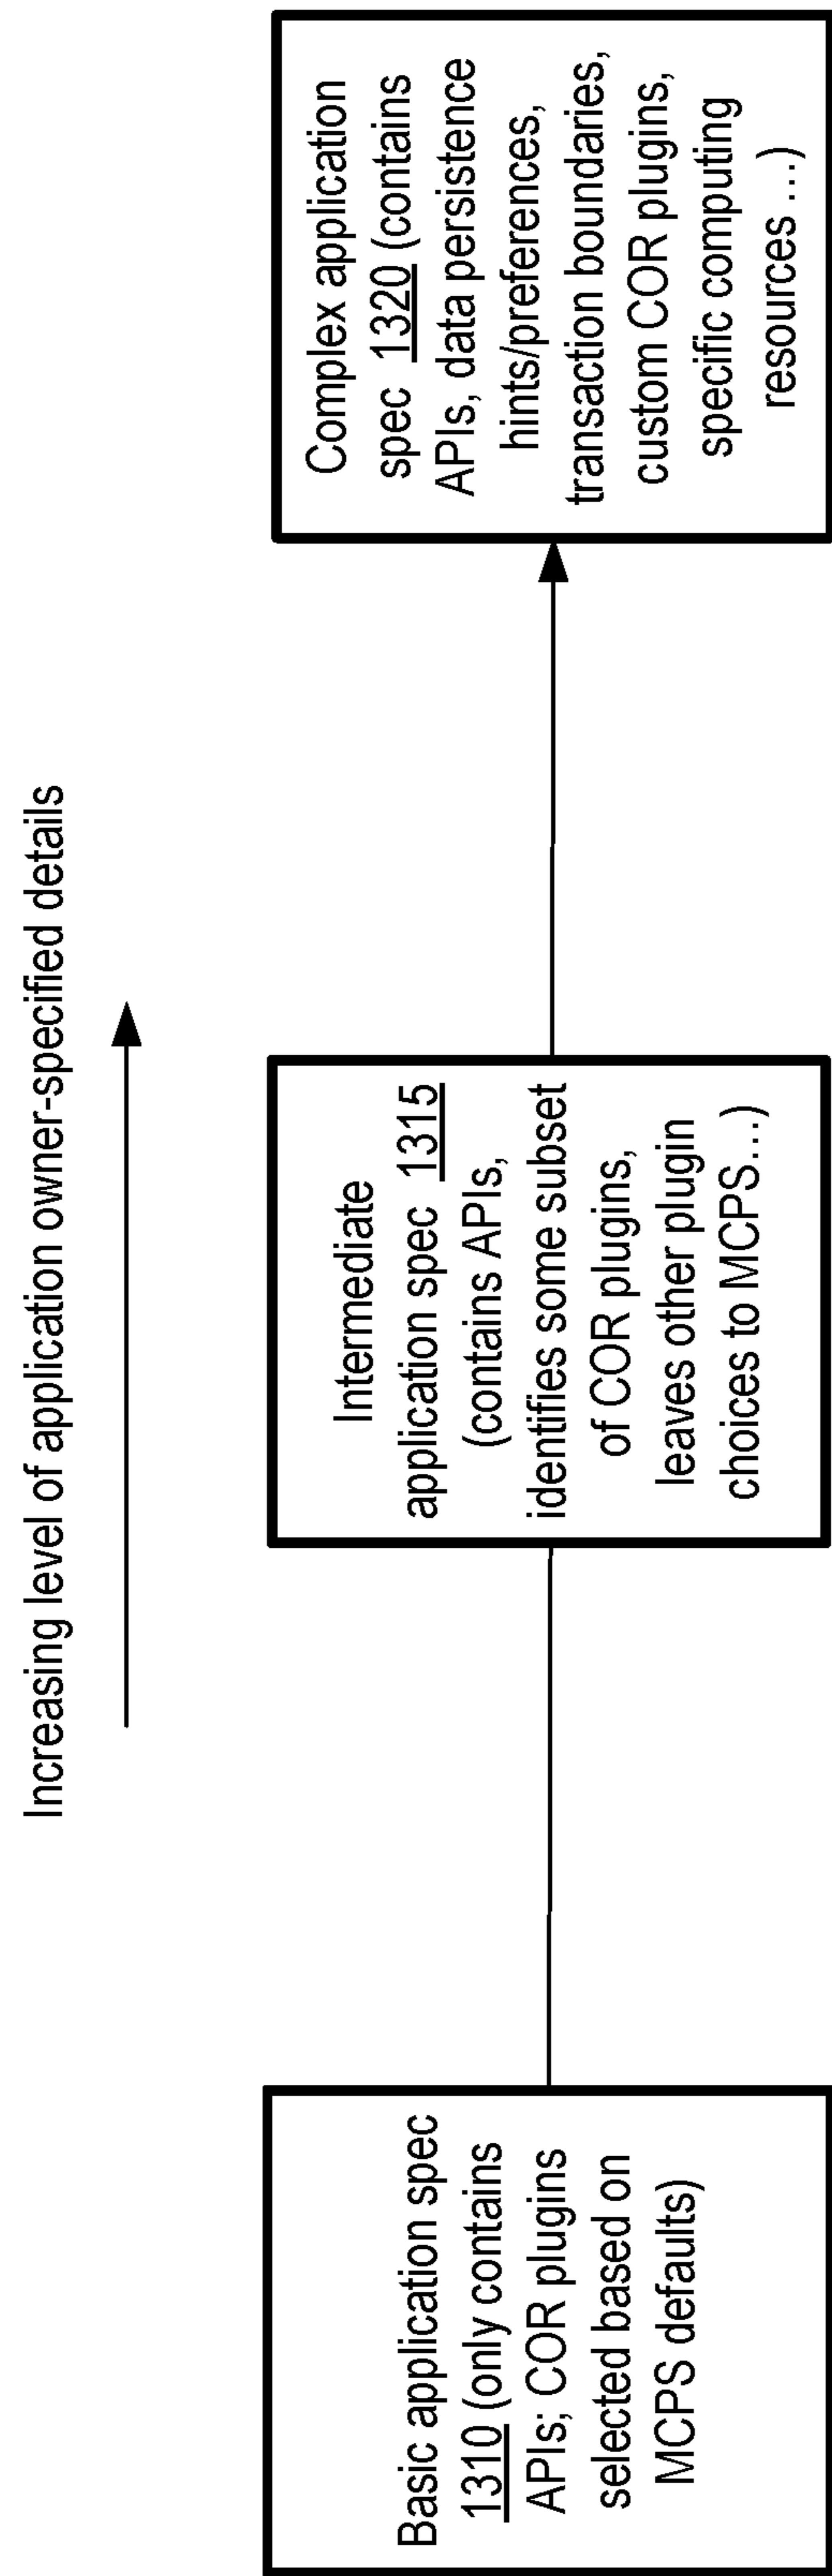 Increasing level of application owner-specified details
Basic application spec
1310 (only contains
APIs; COR plugins
selected based on
MCPS defaults)
Intermediate
application spec 1315
(contains APIs,
identifies some subset
of COR plugins,
leaves other plugin
choices to MCPS…)
Complex application
spec 1320 (contains
APIs, data persistence
hints/preferences,
transaction boundaries,
custom COR plugins,
specific computing
resources …)